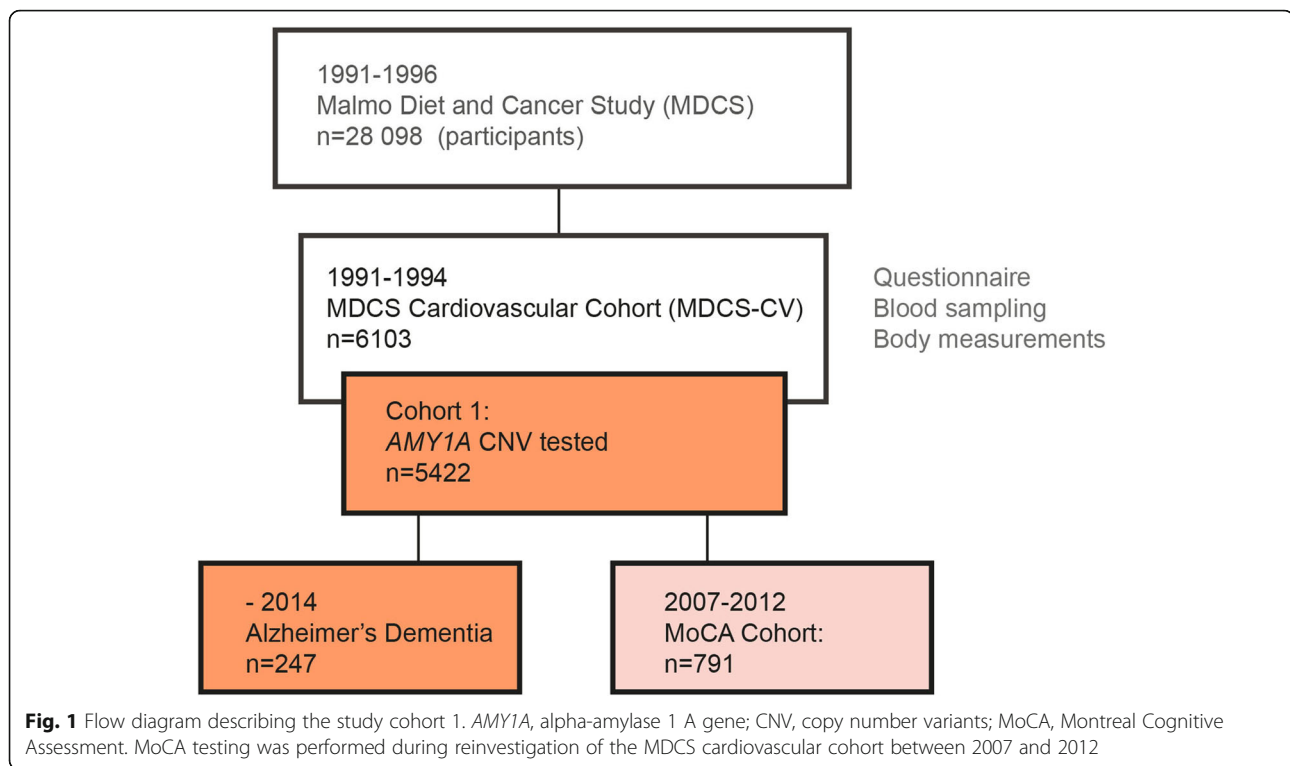 1991-1996
Malmo Diet and Cancer Study (MDCS)
n=28 098 (participants)
1991-1994
MDCS Cardiovascular Cohort (MDCS-CV)
n=6103
Questionnaire
Blood sampling
Body measurements
Cohort 1:
AMY1A CNV tested
n=5422
- 2014
Alzheimer's Dementia
n=247
2007-2012
MoCA Cohort:
n=791
Fig. 1 Flow diagram describing the study cohort 1. AMY1A, alpha-amylase 1 A gene; CNV, copy number variants; MoCA, Montreal Cognitive
Assessment. MoCA testing was performed during reinvestigation of the MDCS cardiovascular cohort between 2007 and 2012